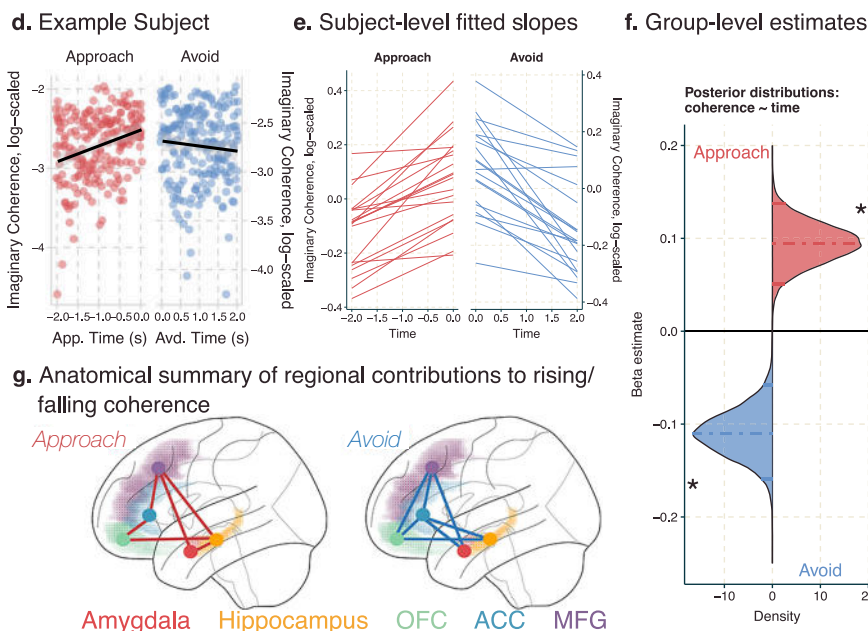 d. Example Subject
Approach Avoid
Imaginary Coherence, log–scaled
−2
−3
−4
−2.0 −1.5 −1.0 −0.5 0.0
App. Time (s)
0.0 0.5 1.0 1.5 2.0
Avd. Time (s)
−2.5
−3.0
−3.5
−4.0
Imaginary Coherence, log–scaled
e. Subject-level fitted slopes
Approach Avoid
Imaginary Coherence, log–scaled
0.4
0.2
0.0
−0.2
−0.4
−2.0 −1.5 −1.0 −0.5 0.0
Time
0.0 0.5 1.0 1.5 2.0
Time
0.4
0.2
0.0
−0.2
−0.4
Imaginary Coherence, log–scaled
f. Group-level estimates
Posterior distributions:
coherence ~ time
Beta estimate
0.2
0.1
0.0
−0.1
−0.2
Approach
*
*
Avoid
−10 0 10
Density
g. Anatomical summary of regional contributions to rising/
falling coherence
Approach Avoid
Amygdala Hippocampus OFC ACC MFG